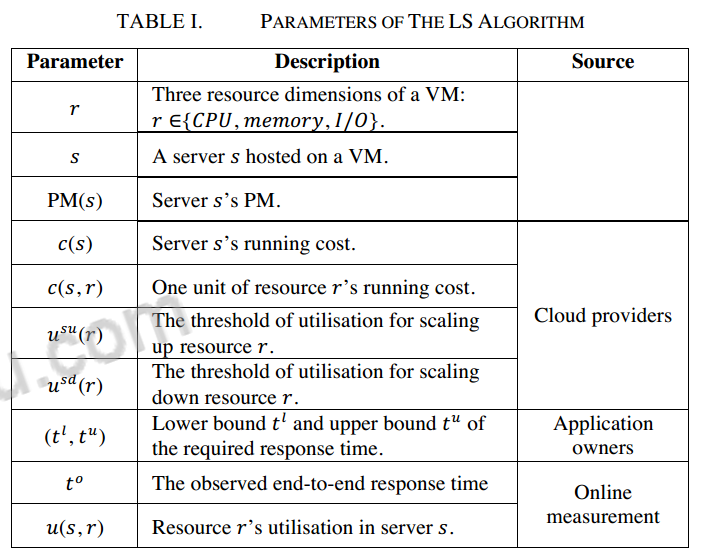 TABLE I. PARAMETERS OF THE LS ALGORITHM
Parameter Description Source
r Three resource dimensions of a VM:
r ∈{CPU, memory, I/O}.
s A server s hosted on a VM.
PM(s) Server s's PM.
c(s) Server s's running cost.
c(s, r) One unit of resource r's running cost.
Cloud providers
u^su(r) The threshold of utilisation for scaling
up resource r.
u^sd(r) The threshold of utilisation for scaling
down resource r.
(t^l, t^u) Lower bound t^l and upper bound t^u of
the required response time.
Application
owners
t^o The observed end-to-end response time
u(s, r) Resource r's utilisation in server s.
Online
measurement
u.com